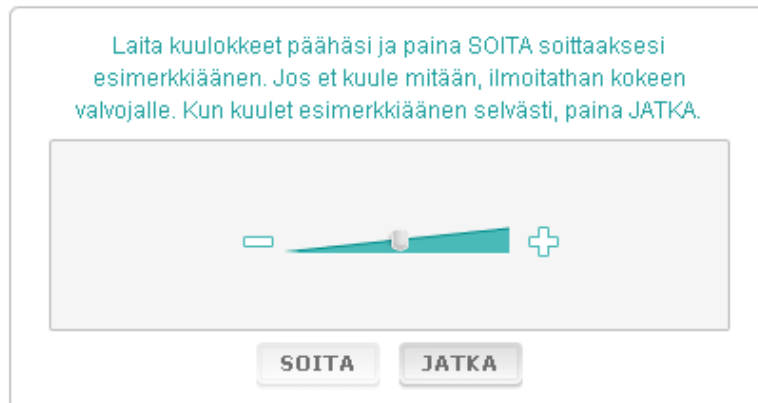 Laita kuulokkeet päähäsi ja paina SOITA soittaaksesi
esimerkkiäänen. Jos et kuule mitään, ilmoitathan kokeen
valvojalle. Kun kuulet esimerkkiäänen selvästi, paina JATKA.
SOITA JATKA